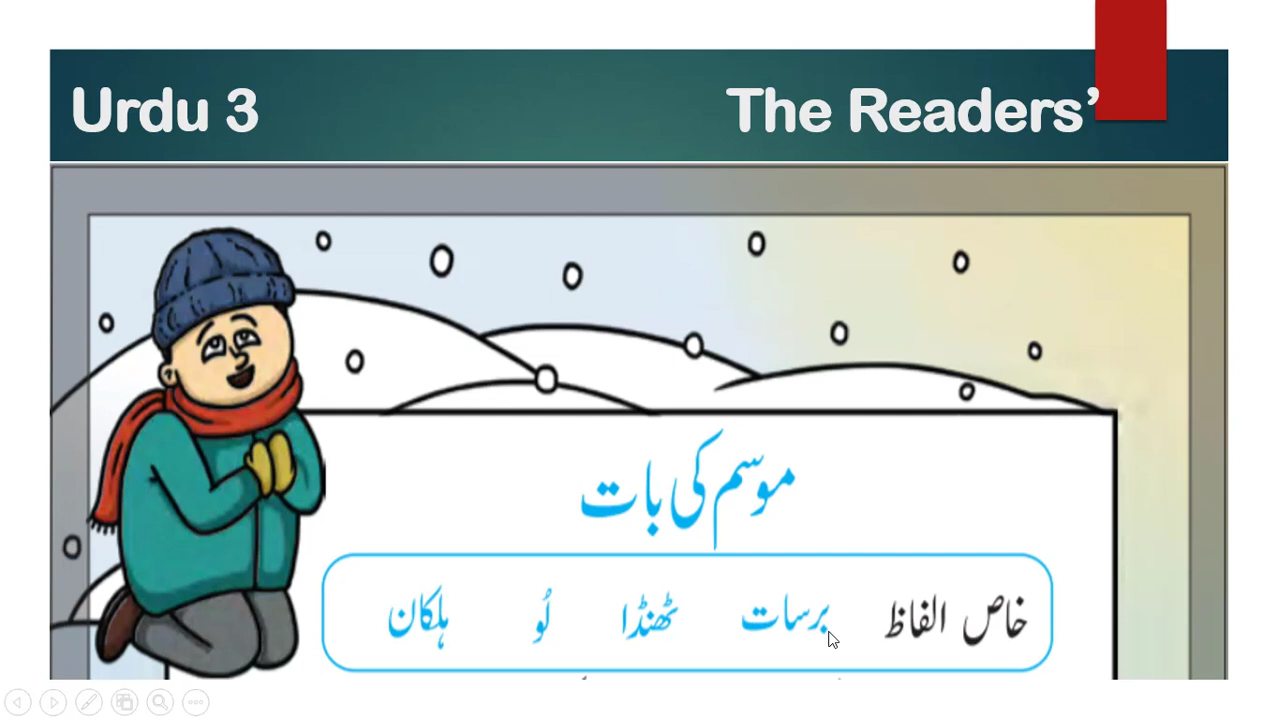 Urdu 3 The Readers’
موسم کی بات
خاص الفاظ برسات ٹھنڈا لُو ہلکان